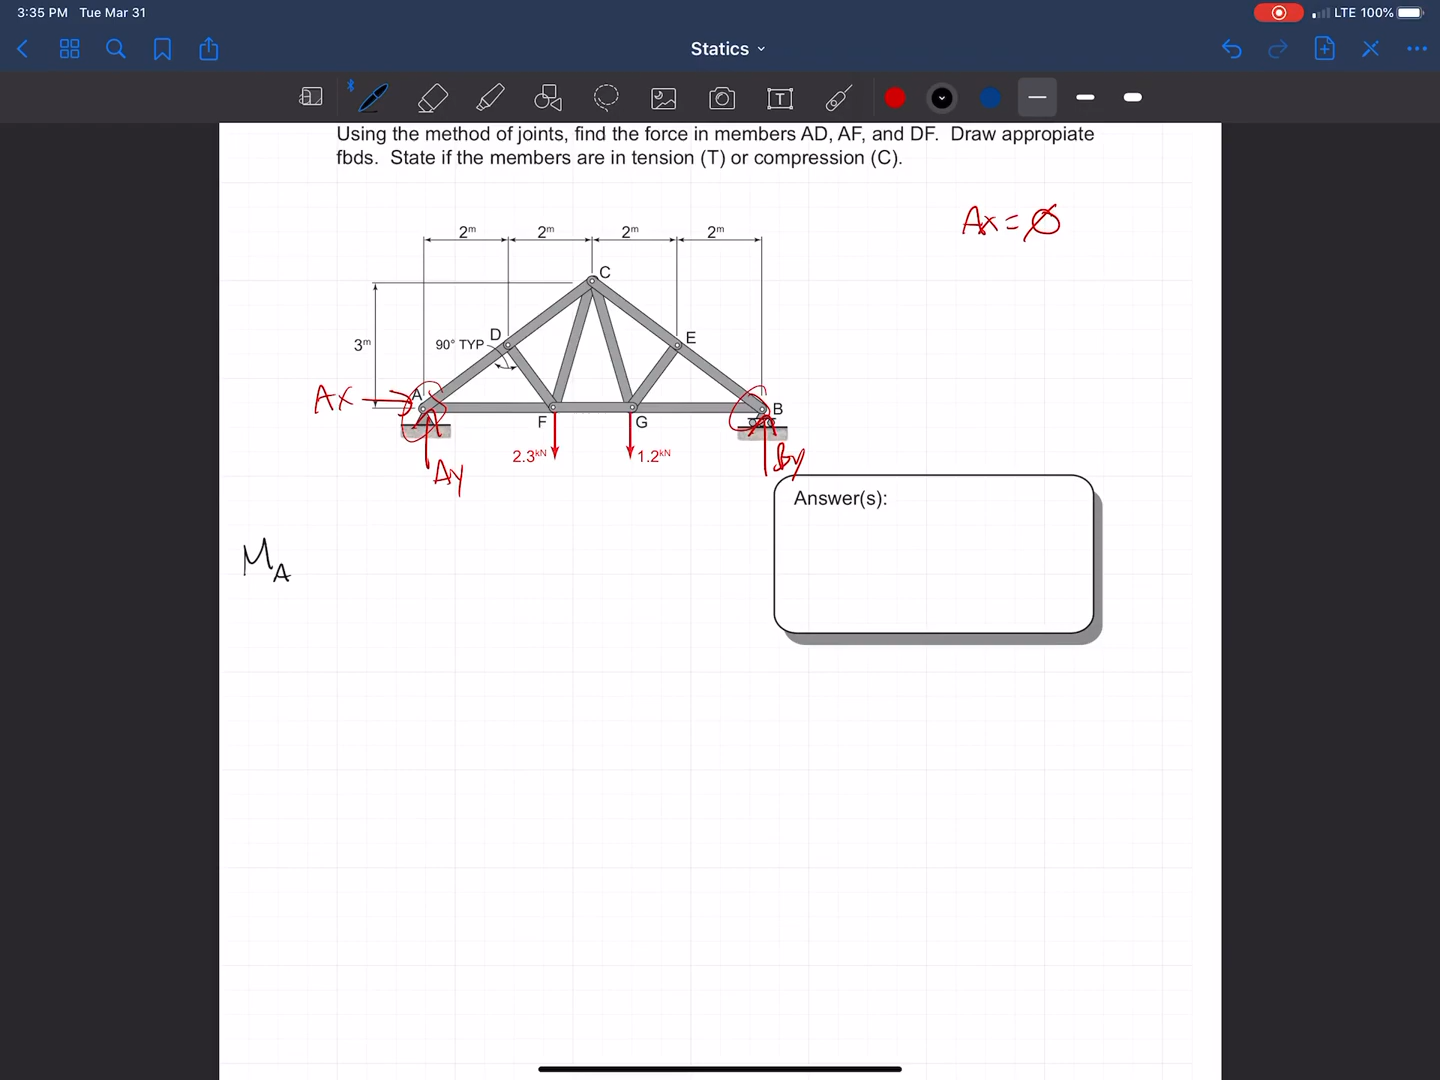 3:35 PM Tue Mar 31
LTE 100%
Statics
T
Using the method of joints, find the force in members AD, AF, and DF. Draw appropiate
fbds. State if the members are in tension (T) or compression (C).
Ax = ∅
2m 2m 2m 2m
C
D
E
90° TYP
3m
Ax
A
B
F
G
2.3kN
1.2kN
Ay
By
Answer(s):
MA